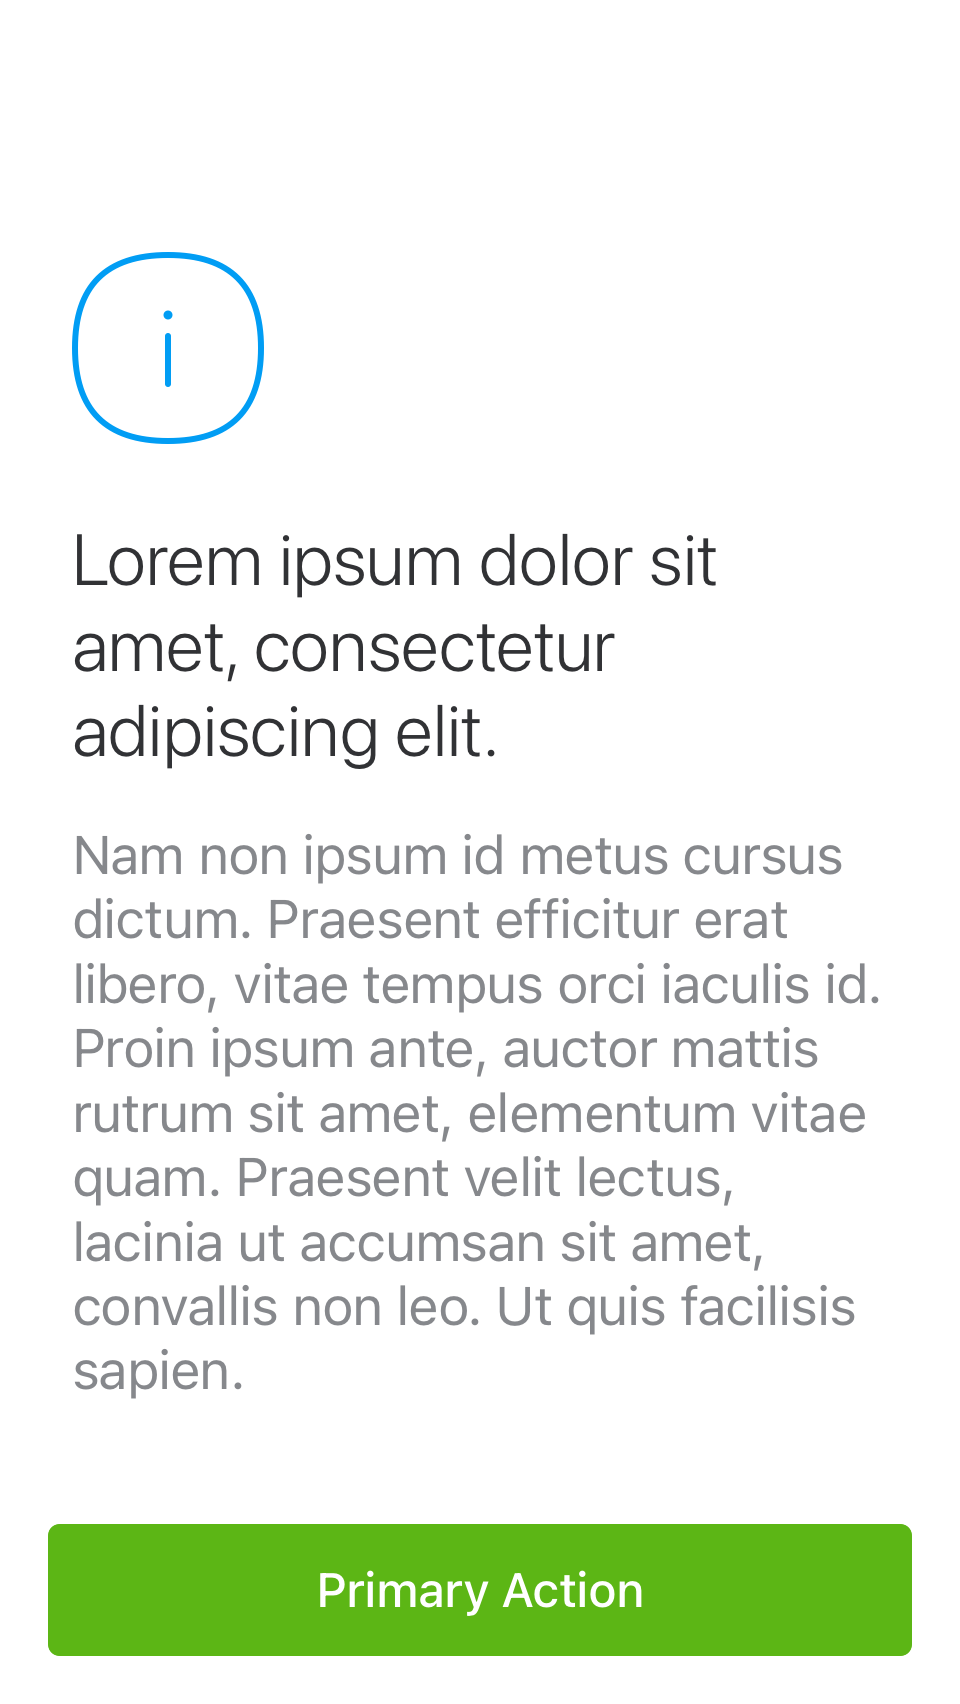 Lorem ipsum dolor sit
amet, consectetur
adipiscing elit.
Nam non ipsum id metus cursus
dictum. Praesent efficitur erat
libero, vitae tempus orci iaculis id.
Proin ipsum ante, auctor mattis
rutrum sit amet, elementum vitae
quam. Praesent velit lectus,
lacinia ut accumsan sit amet,
convallis non leo. Ut quis facilisis
sapien.
Primary Action